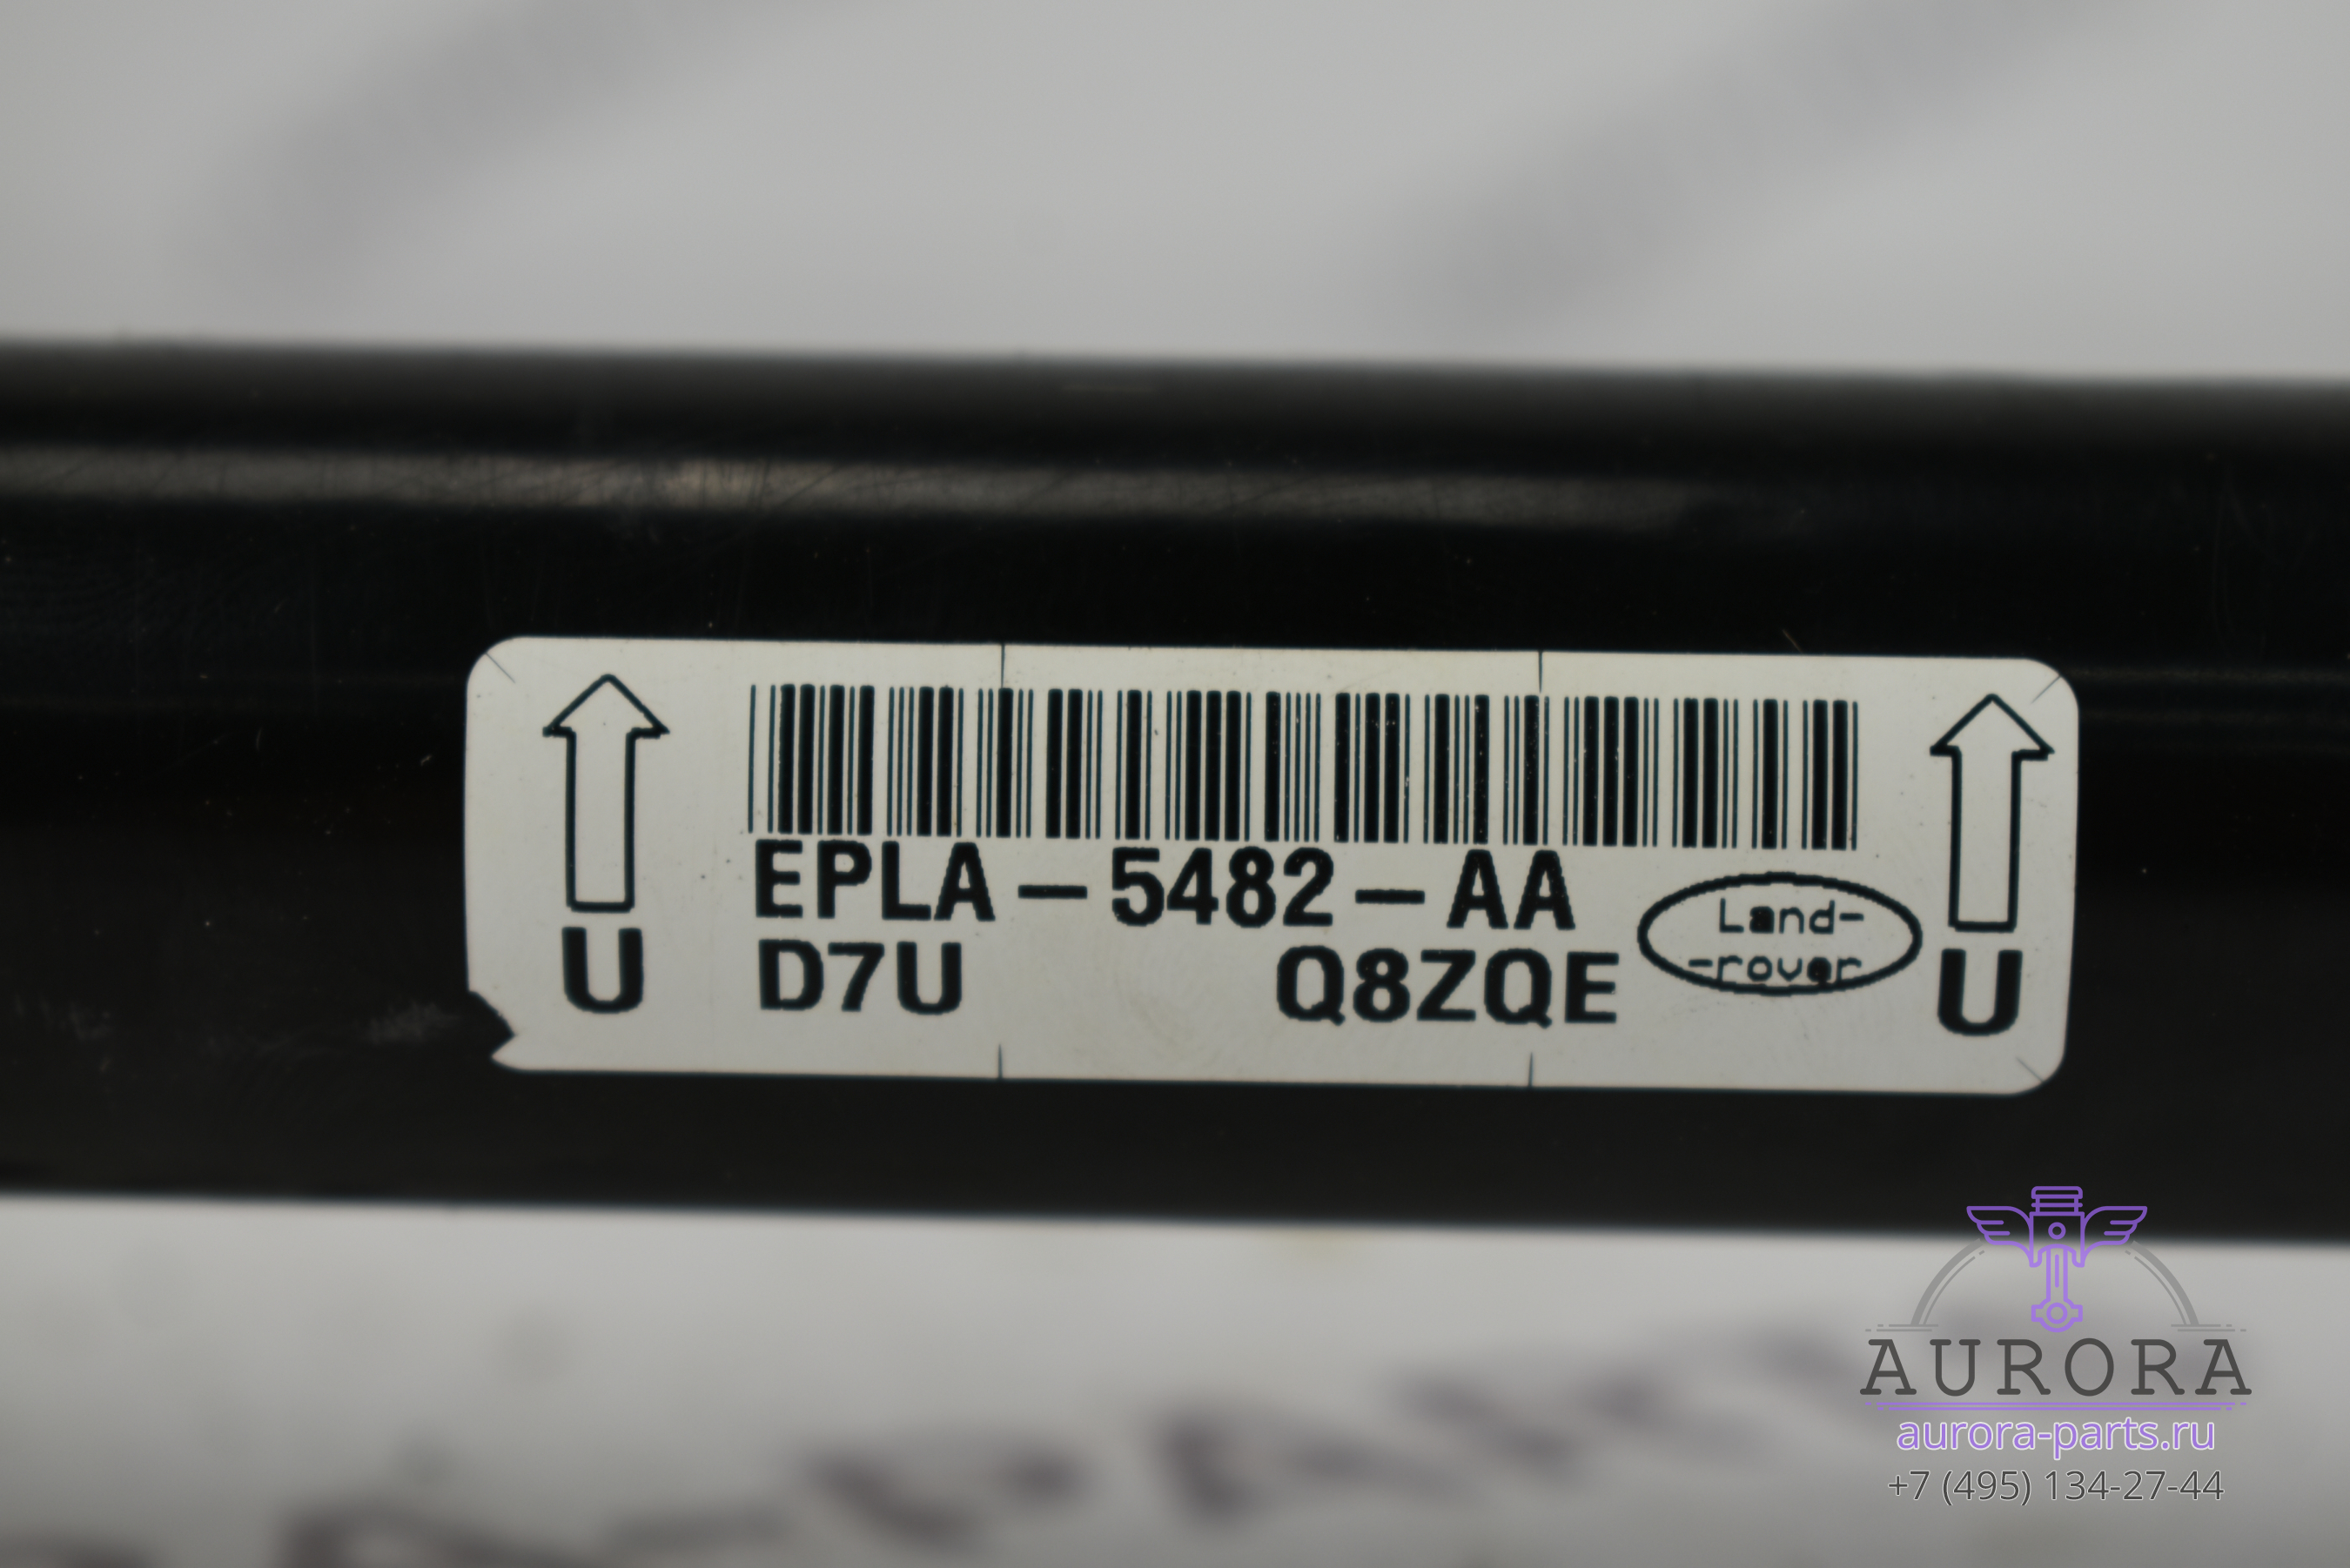 EPLA-5482-AA
D7U Q8ZQE
Land-
-rover
U
U
AURORA
aurora-parts.ru
+7 (495) 134-27-44